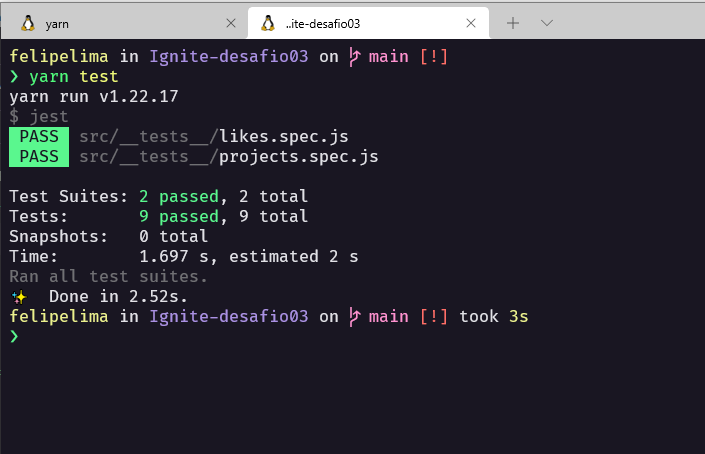 yarn
..ite-desafio03
felipelima in Ignite-desafio03 on main [!]
❯ yarn test
yarn run v1.22.17
$ jest
PASS src/__tests__/likes.spec.js
PASS src/__tests__/projects.spec.js
Test Suites: 2 passed, 2 total
Tests: 9 passed, 9 total
Snapshots: 0 total
Time: 1.697 s, estimated 2 s
Ran all test suites.
✨ Done in 2.52s.
felipelima in Ignite-desafio03 on main [!] took 3s
❯